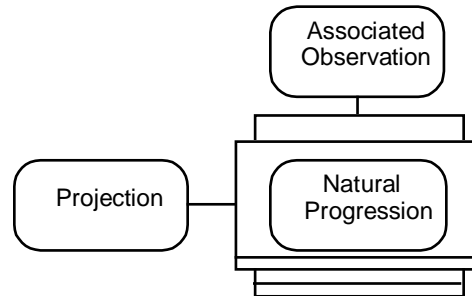 Associated
Observation
Projection
Natural
Progression